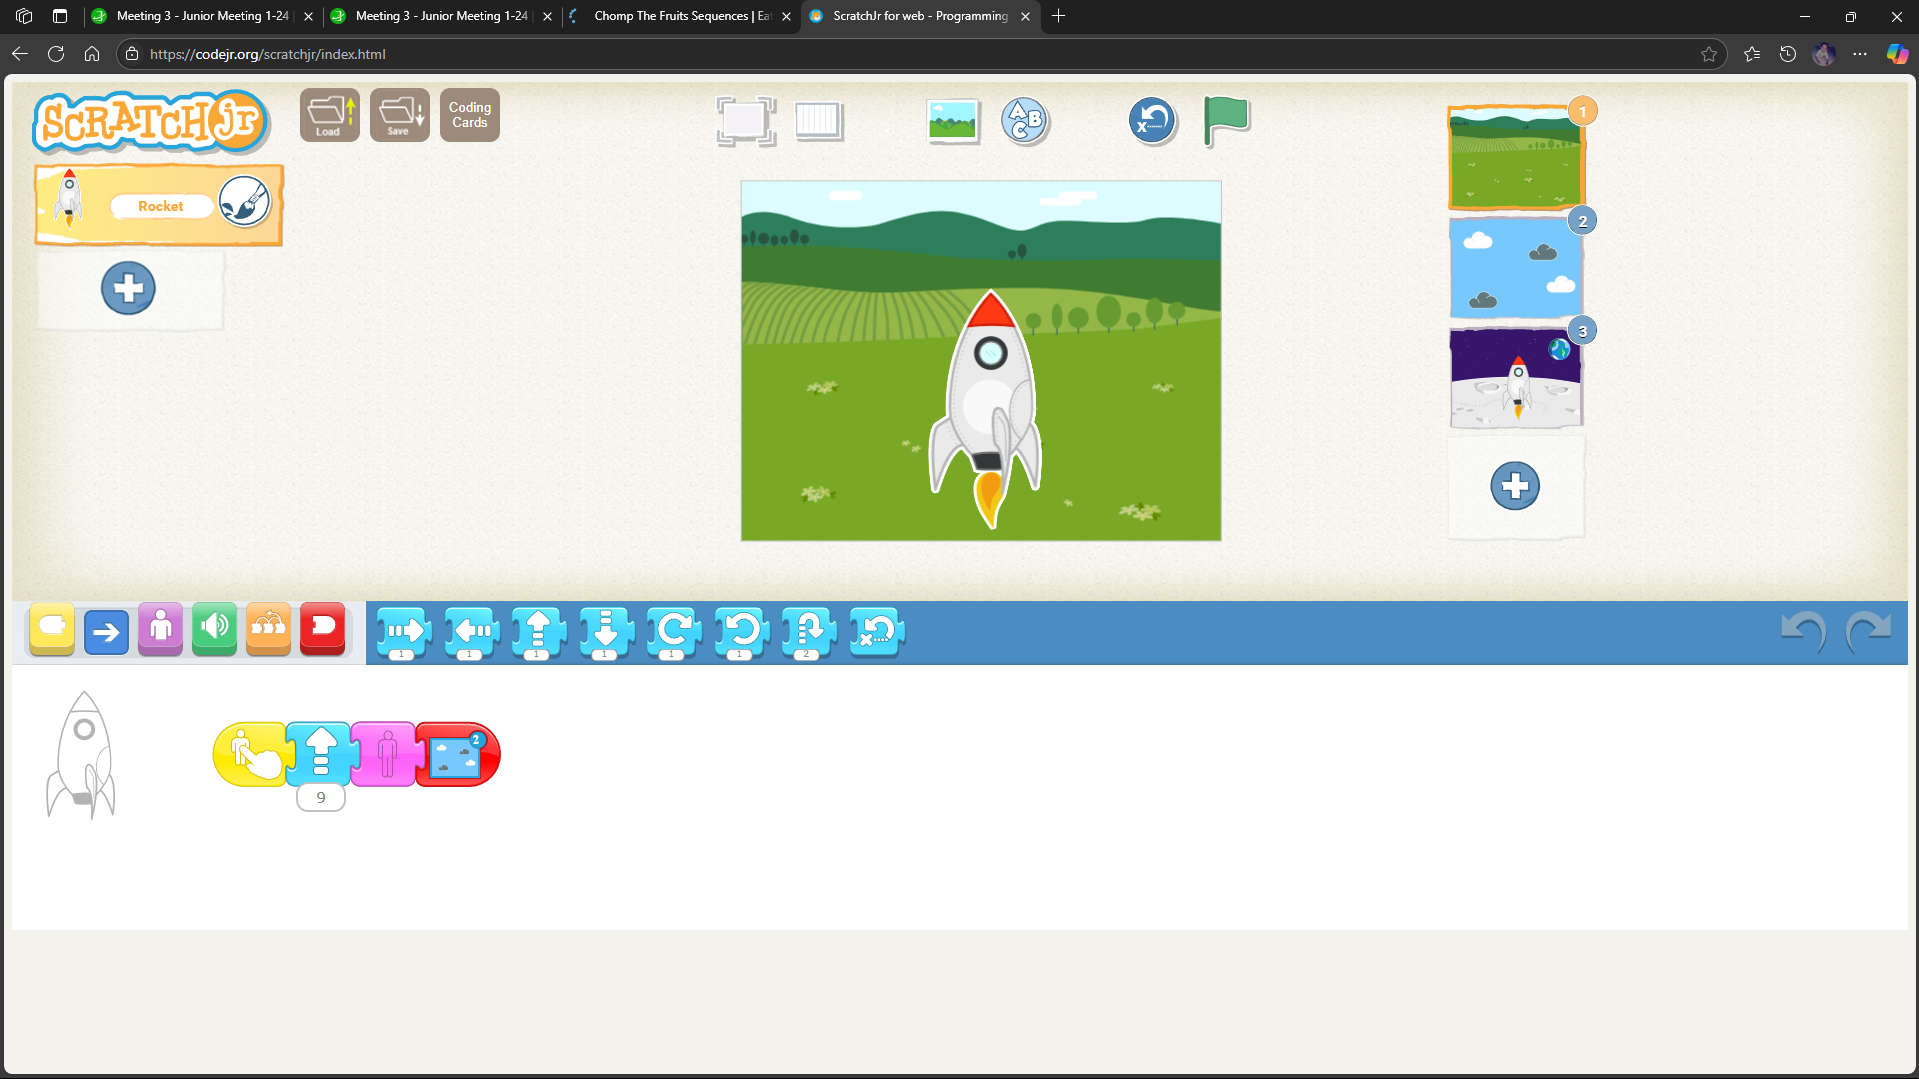 Meeting 3 - Junior Meeting 1-24
Meeting 3 - Junior Meeting 1-24
Chomp The Fruits Sequences | Ea
ScratchJr for web - Programming
https://codejr.org/scratchjr/index.html
SCRATCH jr
Load
Save
Coding
Cards
A B C
x
1
Rocket
2
3
1 1 1 1 1 1 2
x
2
9